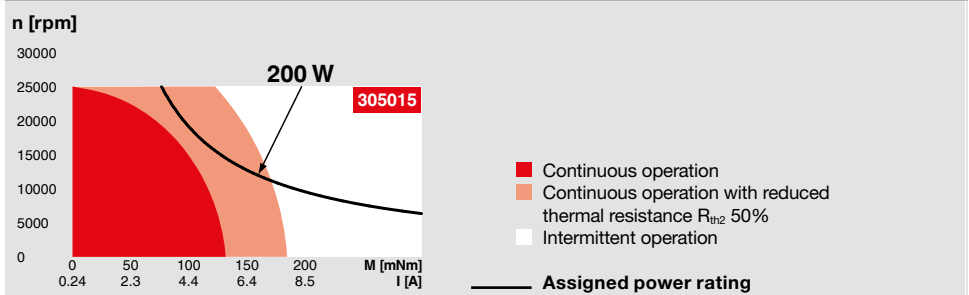 n [rpm]
30000
25000
20000
15000
10000
5000
0
200 W
305015
0 50 100 150 200 M [mNm]
0.24 2.3 4.4 6.4 8.5 I [A]
Continuous operation
Continuous operation with reduced
thermal resistance Rth2 50%
Intermittent operation
Assigned power rating